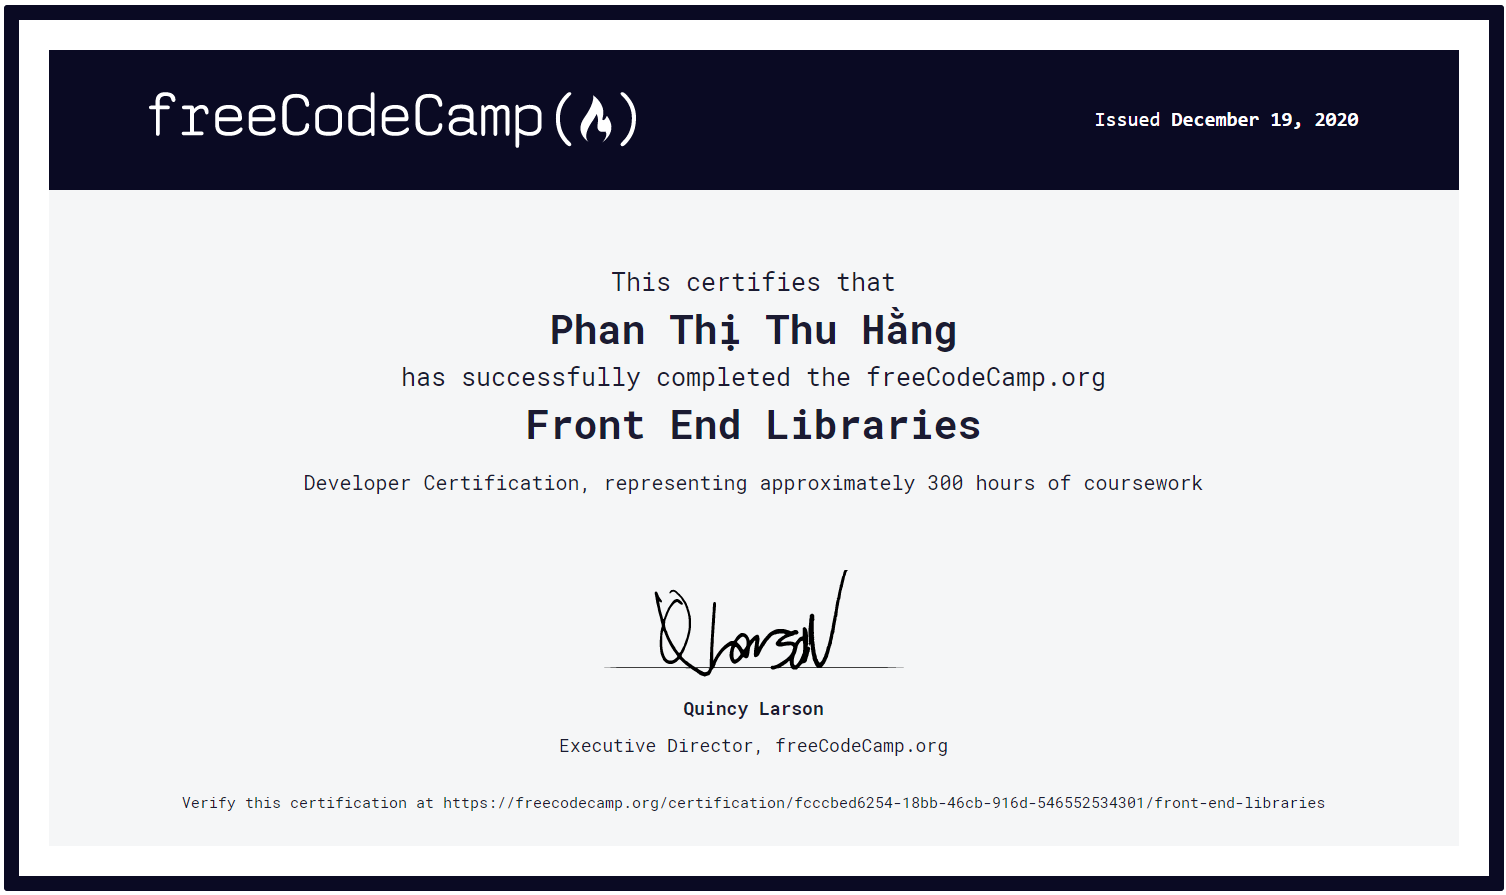 freeCodeCamp
Issued December 19, 2020
This certifies that
Phan Thị Thu Hằng
has successfully completed the freeCodeCamp.org
Front End Libraries
Developer Certification, representing approximately 300 hours of coursework
Q Larson
Quincy Larson
Executive Director, freeCodeCamp.org
Verify this certification at https://freecodecamp.org/certification/fcccbed6254-18bb-46cb-916d-546552534301/front-end-libraries